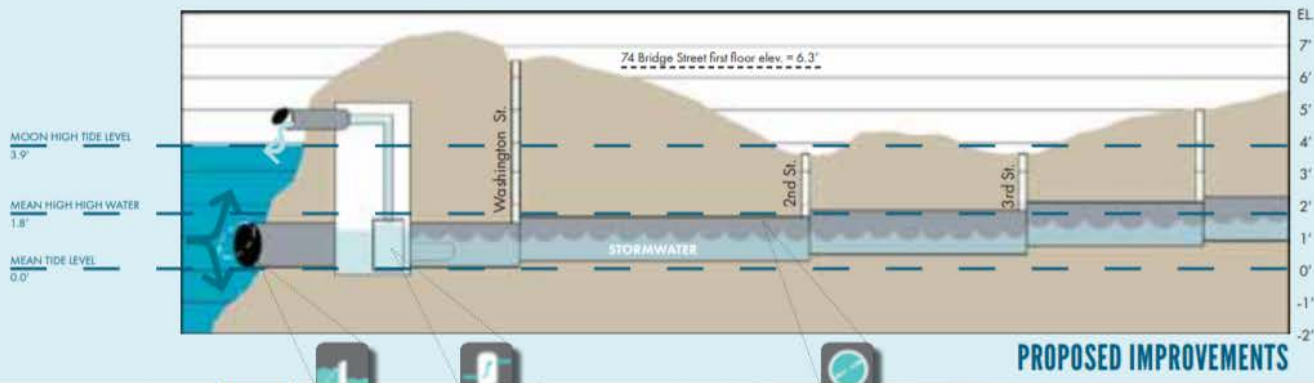 EL.
7'
74 Bridge Street first floor elev. = 6.3'
6'
5'
Washington St.
MOON HIGH TIDE LEVEL
3.9'
4'
2nd St.
3rd St.
3'
MEAN HIGH HIGH WATER
1.8'
2'
1'
STORMWATER
MEAN TIDE LEVEL
0.0'
0'
-1'
-2'
PROPOSED IMPROVEMENTS